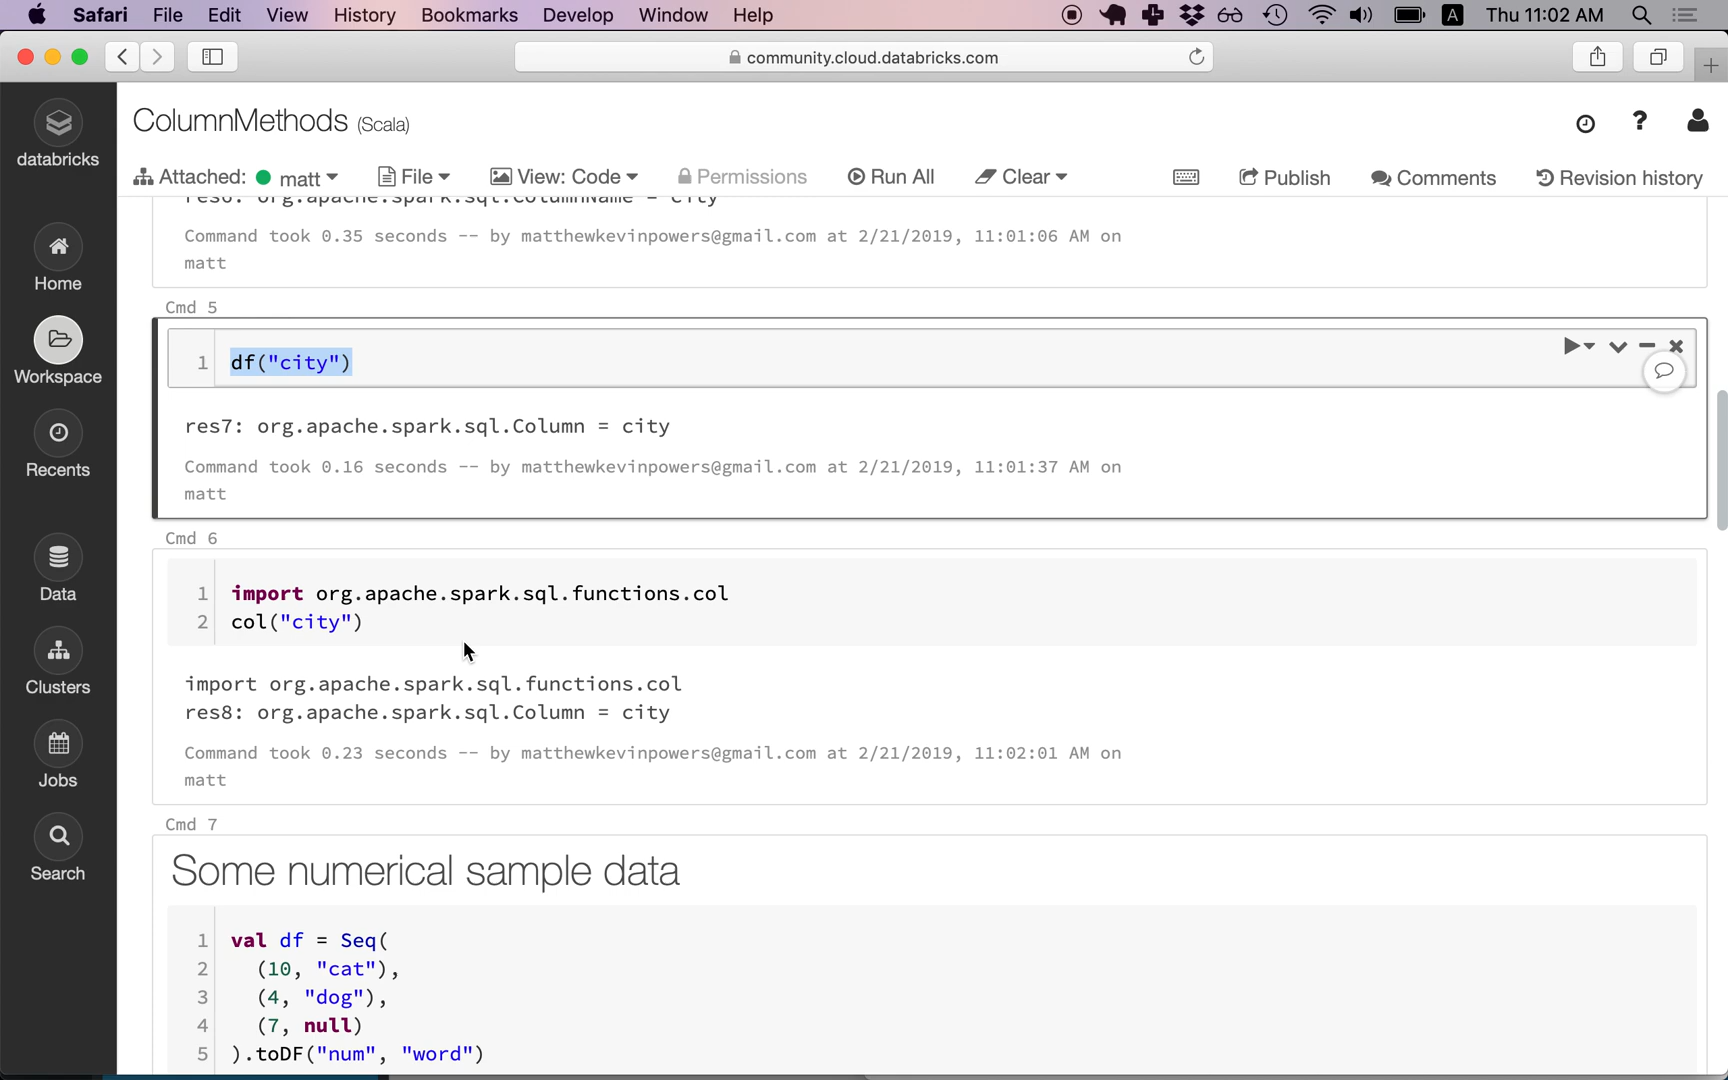 Safari File Edit View History Bookmarks Develop Window Help A Thu 11:02 AM
community.cloud.databricks.com
databricks
Home
Workspace
Recents
Data
Clusters
Jobs
Search
ColumnMethods (Scala)
?
Attached: matt File View: Code Permissions Run All Clear Publish Comments Revision history
res6: org.apache.spark.sql.ColumnName = city
Command took 0.35 seconds -- by matthewkevinpowers@gmail.com at 2/21/2019, 11:01:06 AM on
matt
Cmd 5
1 df("city")
res7: org.apache.spark.sql.Column = city
Command took 0.16 seconds -- by matthewkevinpowers@gmail.com at 2/21/2019, 11:01:37 AM on
matt
Cmd 6
1 import org.apache.spark.sql.functions.col
2 col("city")
import org.apache.spark.sql.functions.col
res8: org.apache.spark.sql.Column = city
Command took 0.23 seconds -- by matthewkevinpowers@gmail.com at 2/21/2019, 11:02:01 AM on
matt
Cmd 7
Some numerical sample data
1 val df = Seq(
2 (10, "cat"),
3 (4, "dog"),
4 (7, null)
5 ).toDF("num", "word")